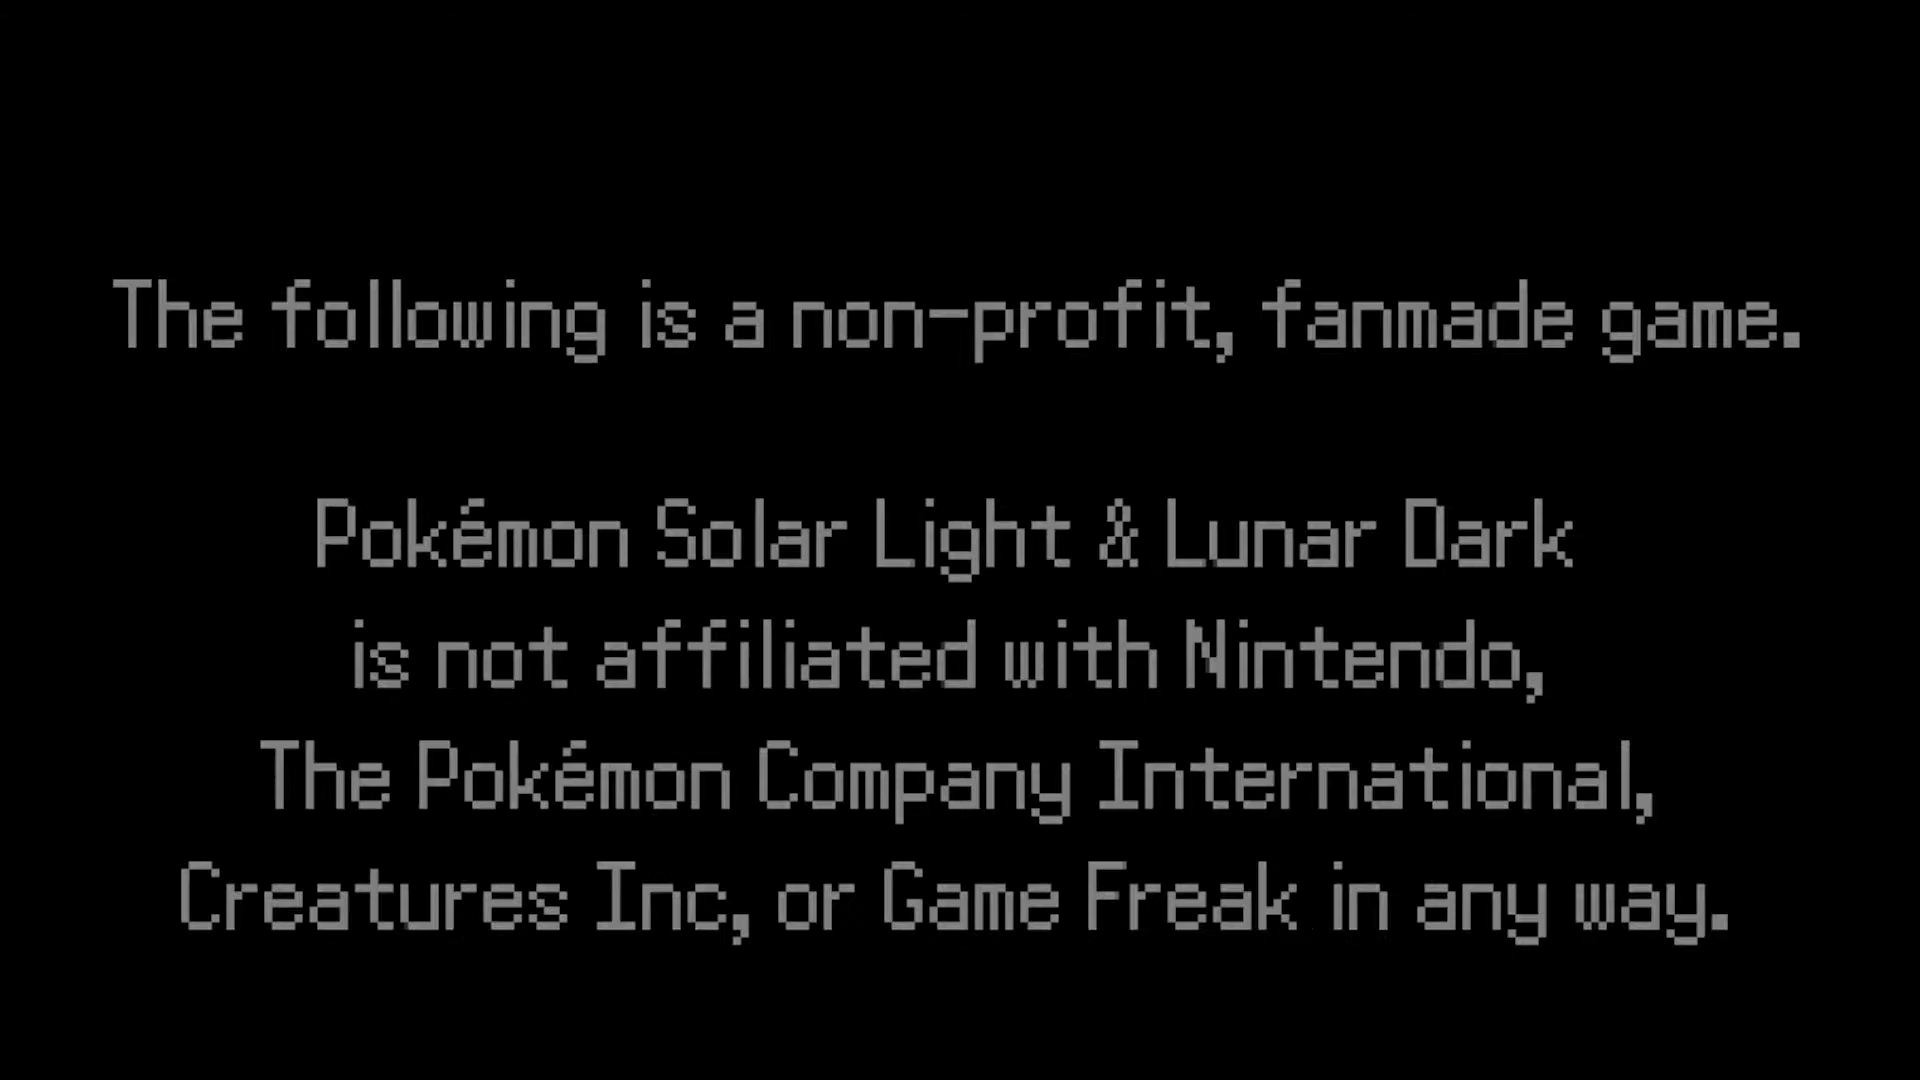 The following is a non-profit, fanmade game.
Pokémon Solar Light & Lunar Dark
is not affiliated with Nintendo,
The Pokémon Company International,
Creatures Inc, or Game Freak in any way.